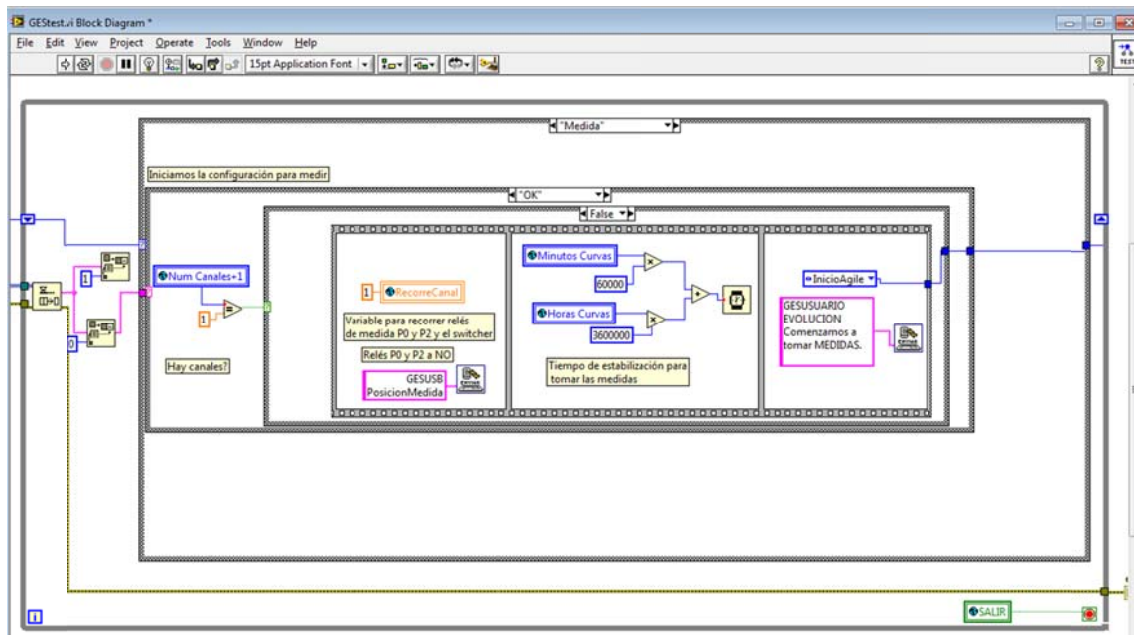 GEStest.vi Block Diagram *
File Edit View Project Operate Tools Window Help
15pt Application Font
TEST
"Medida"
Iniciamos la configuración para medir
"OK"
False
Num Canales+1
1
Hay canales?
1
0
1
RecorreCanal
Variable para recorrer relés
de medida P0 y P2 y el switcher
Relés P0 y P2 a NO
GESUSB
PosicionMedida
Minutos Curvas
60000
Horas Curvas
3600000
Tiempo de estabilización para
tomar las medidas
InicioAgile
GESUSUARIO
EVOLUCION
Comenzamos a
tomar MEDIDAS.
i
SALIR